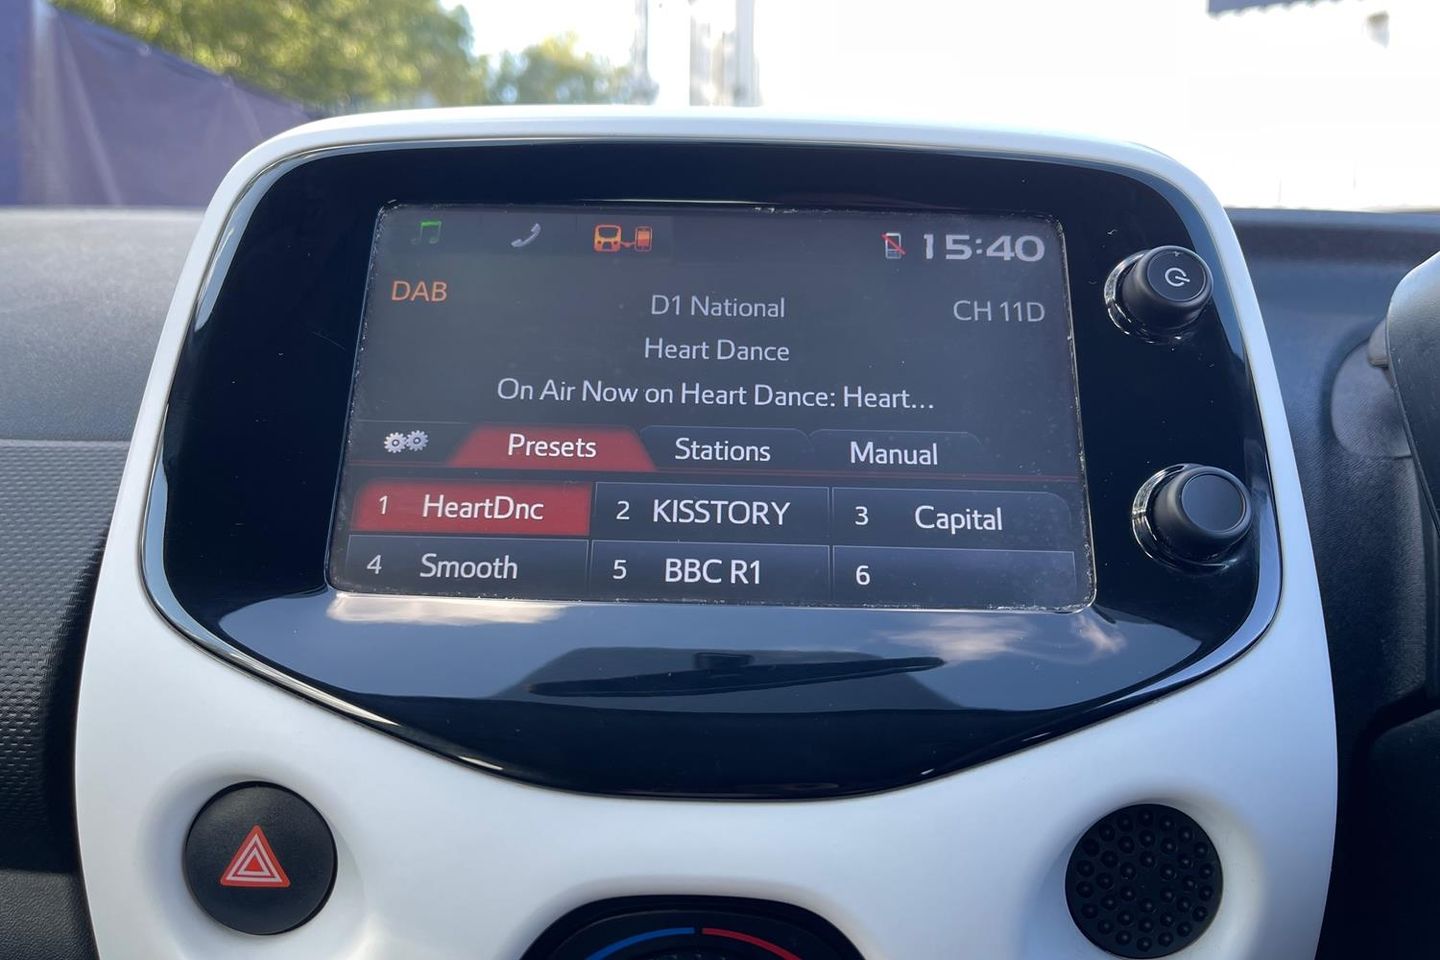 15:40
DAB
D1 National
CH 11D
Heart Dance
On Air Now on Heart Dance: Heart...
Presets
Stations
Manual
1 HeartDnc
2 KISSTORY
3 Capital
4 Smooth
5 BBC R1
6